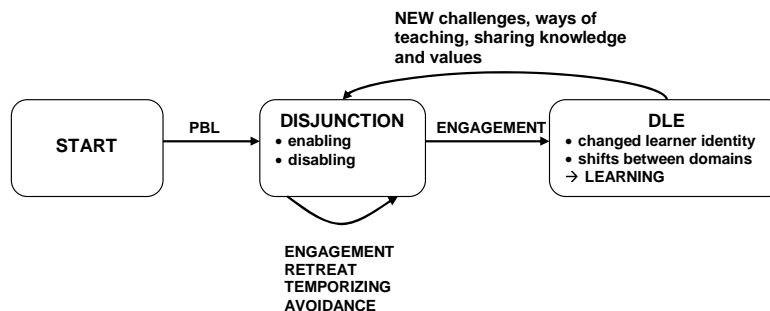 NEW challenges, ways of
teaching, sharing knowledge
and values
START
PBL
DISJUNCTION
• enabling
• disabling
ENGAGEMENT
DLE
• changed learner identity
• shifts between domains
→ LEARNING
ENGAGEMENT
RETREAT
TEMPORIZING
AVOIDANCE